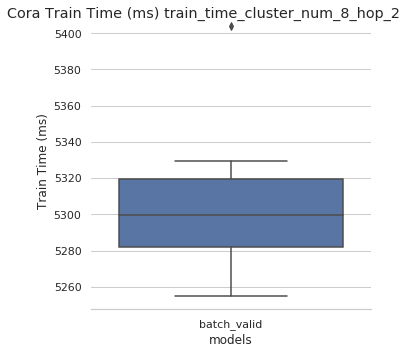 Cora Train Time (ms) train_time_cluster_num_8_hop_2
5400
5380
5360
5340
5320
5300
5280
5260
Train Time (ms)
batch_valid
models